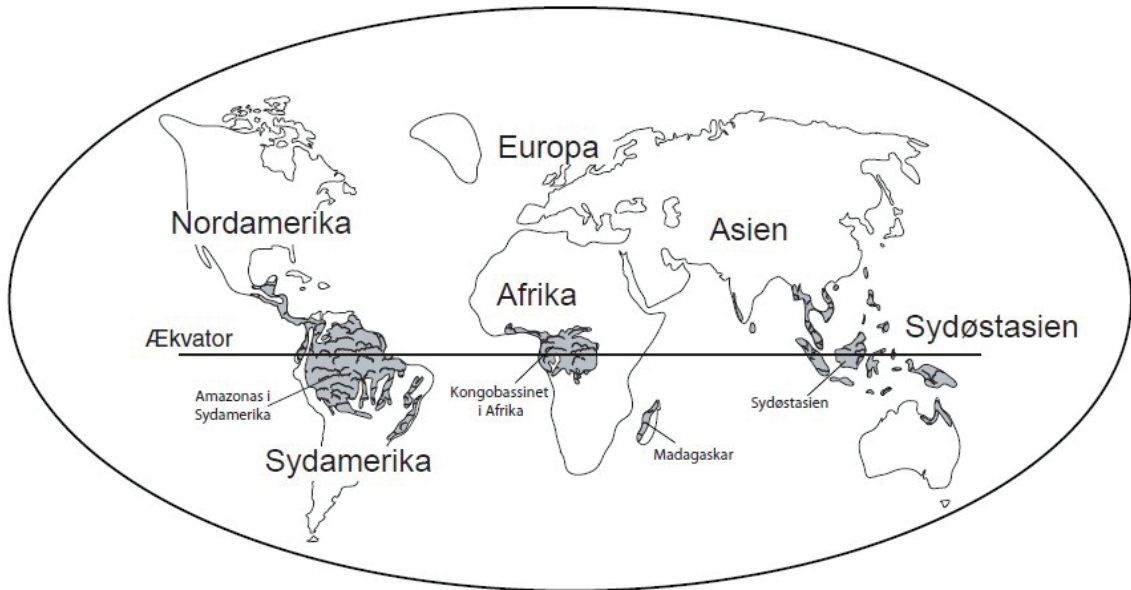 Europa
Nordamerika
Asien
Afrika
Sydøstasien
Ækvator
Amazonas i
Sydamerika
Kongobassinet
i Afrika
Sydøstasien
Madagaskar
Sydamerika